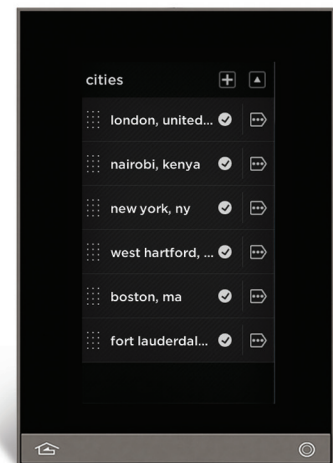 cities
london, united...
nairobi, kenya
new york, ny
west hartford, ...
boston, ma
fort lauderdal...